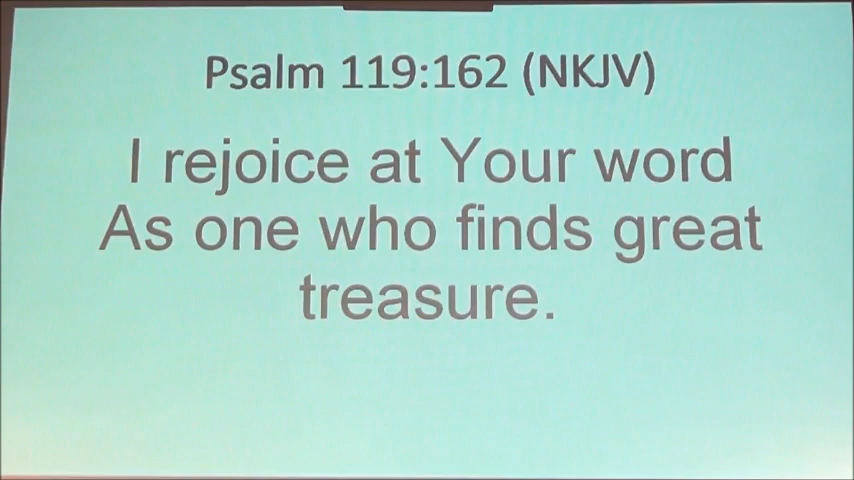 Psalm 119:162 (NKJV)
I rejoice at Your word
As one who finds great
treasure.